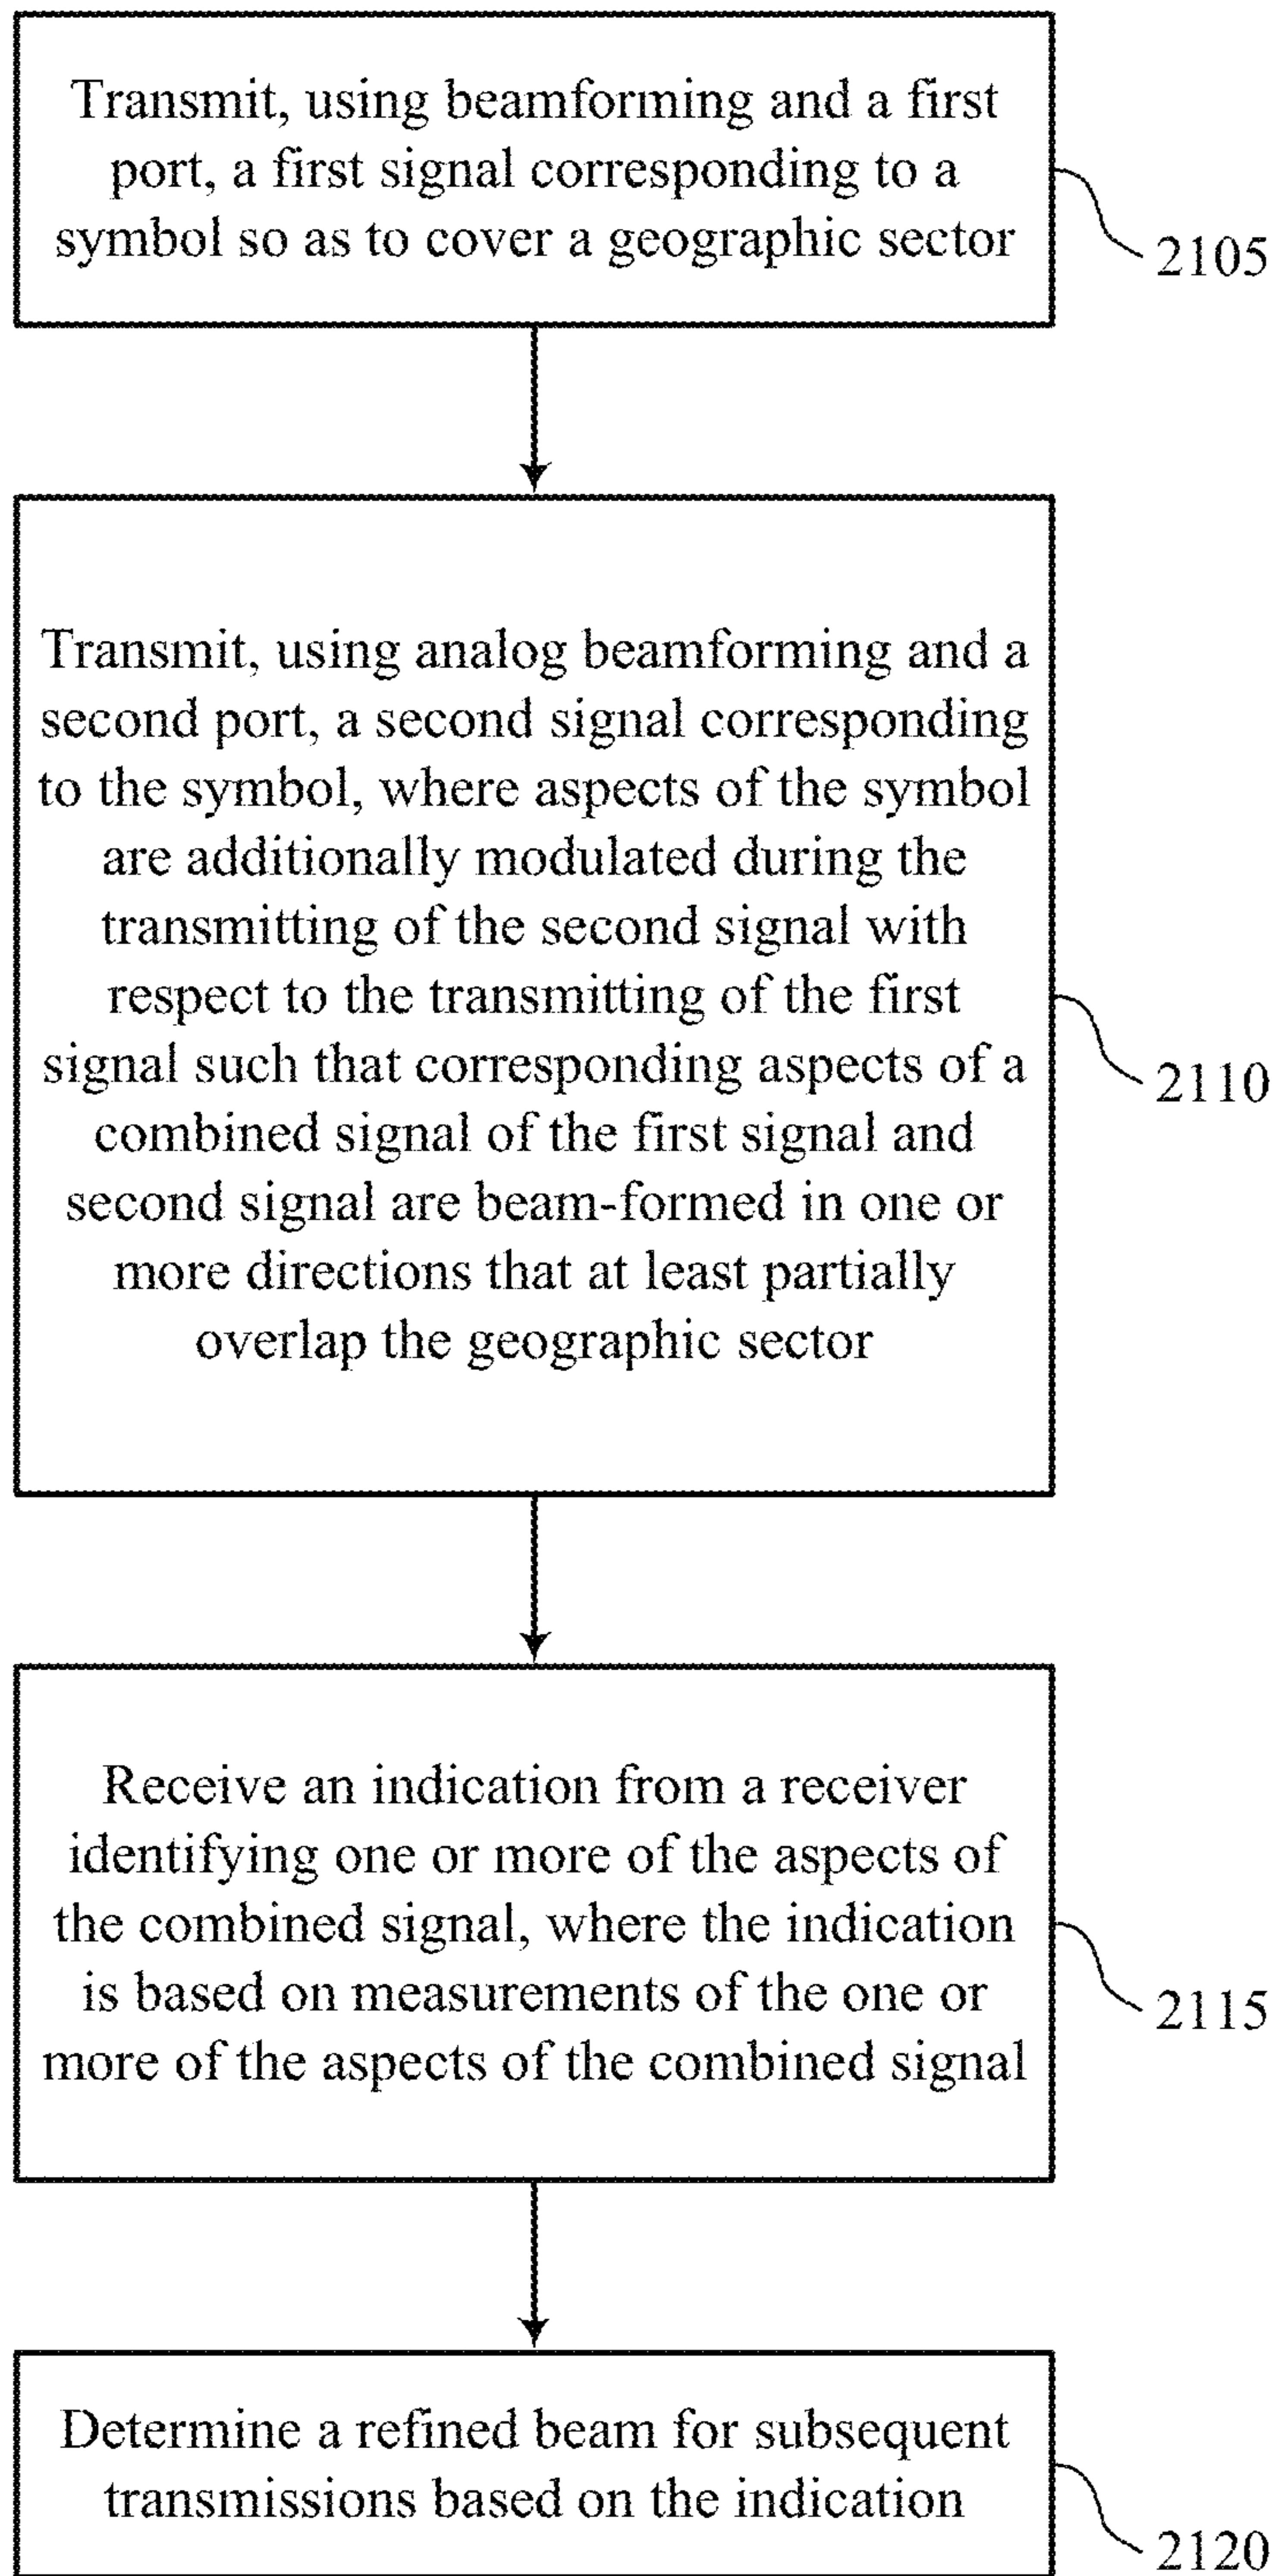 Transmit, using beamforming and a first
port, a first signal corresponding to a
symbol so as to cover a geographic sector
2105
Transmit, using analog beamforming and a
second port, a second signal corresponding
to the symbol, where aspects of the symbol
are additionally modulated during the
transmitting of the second signal with
respect to the transmitting of the first
signal such that corresponding aspects of a
combined signal of the first signal and
second signal are beam-formed in one or
more directions that at least partially
overlap the geographic sector
2110
Receive an indication from a receiver
identifying one or more of the aspects of
the combined signal, where the indication
is based on measurements of the one or
more of the aspects of the combined signal
2115
Determine a refined beam for subsequent
transmissions based on the indication
2120